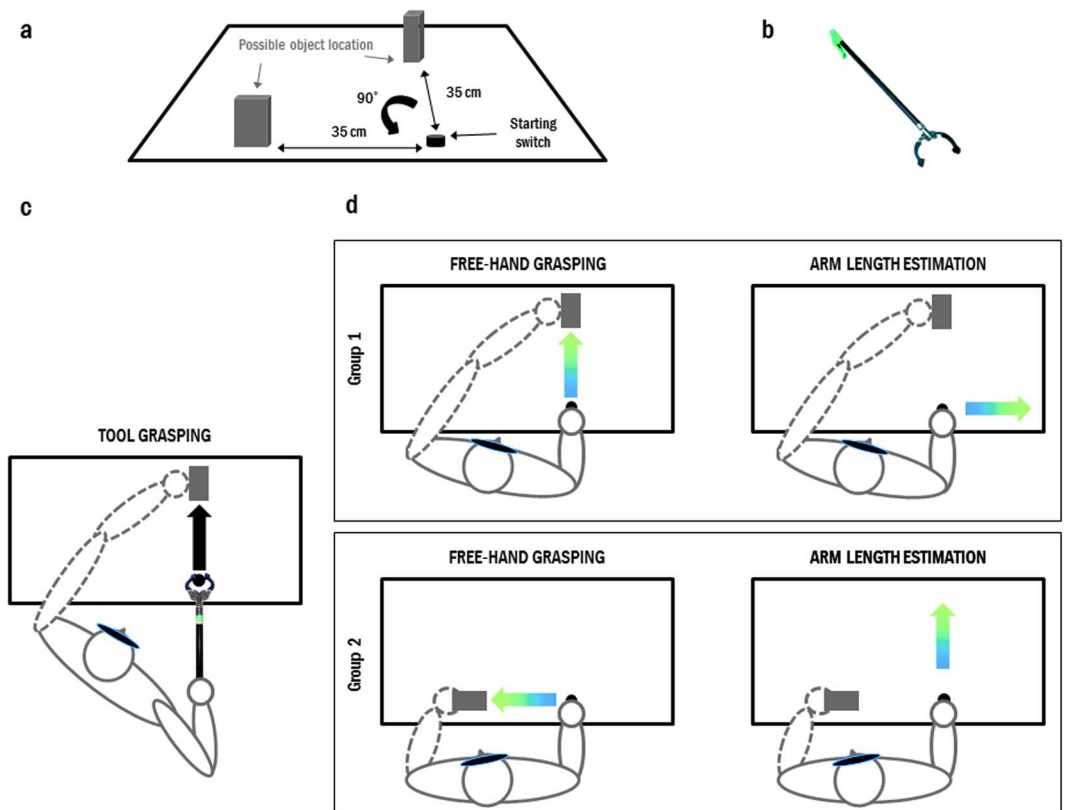 a
Possible object location
90°
35 cm
35 cm
Starting
switch
b
c
TOOL GRASPING
d
Group 1
FREE-HAND GRASPING
ARM LENGTH ESTIMATION
Group 2
FREE-HAND GRASPING
ARM LENGTH ESTIMATION